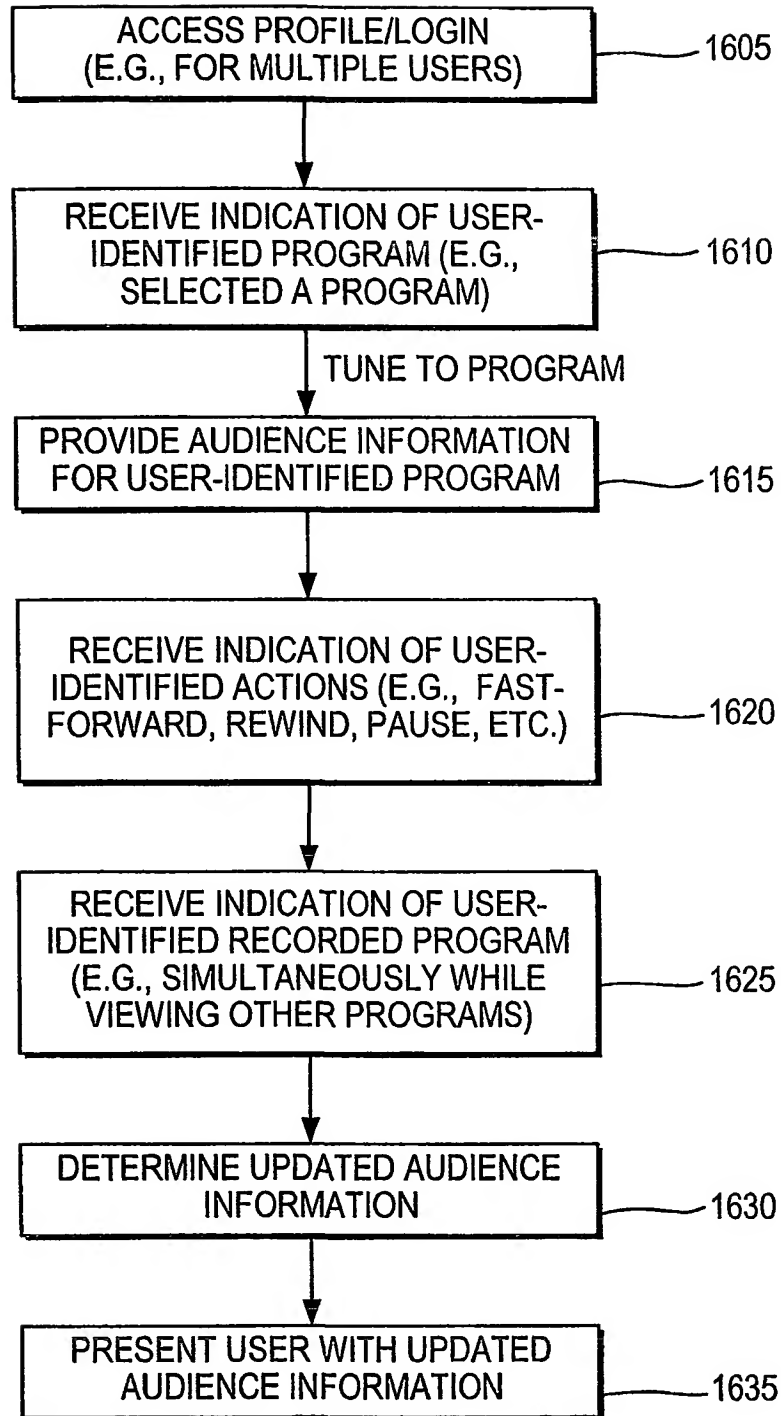 ACCESS PROFILE/LOGIN
(E.G., FOR MULTIPLE USERS)
1605
RECEIVE INDICATION OF USER-
IDENTIFIED PROGRAM (E.G.,
SELECTED A PROGRAM)
1610
TUNE TO PROGRAM
PROVIDE AUDIENCE INFORMATION
FOR USER-IDENTIFIED PROGRAM
1615
RECEIVE INDICATION OF USER-
IDENTIFIED ACTIONS (E.G., FAST-
FORWARD, REWIND, PAUSE, ETC.)
1620
RECEIVE INDICATION OF USER-
IDENTIFIED RECORDED PROGRAM
(E.G., SIMULTANEOUSLY WHILE
VIEWING OTHER PROGRAMS)
1625
DETERMINE UPDATED AUDIENCE
INFORMATION
1630
PRESENT USER WITH UPDATED
AUDIENCE INFORMATION
1635